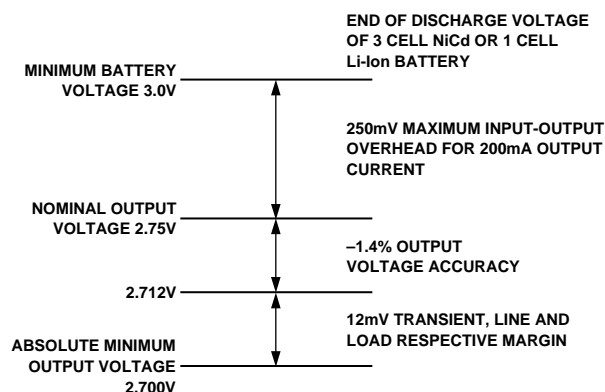 END OF DISCHARGE VOLTAGE
OF 3 CELL NiCd OR 1 CELL
Li-Ion BATTERY
MINIMUM BATTERY
VOLTAGE 3.0V
250mV MAXIMUM INPUT-OUTPUT
OVERHEAD FOR 200mA OUTPUT
CURRENT
NOMINAL OUTPUT
VOLTAGE 2.75V
–1.4% OUTPUT
VOLTAGE ACCURACY
2.712V
12mV TRANSIENT, LINE AND
LOAD RESPECTIVE MARGIN
ABSOLUTE MINIMUM
OUTPUT VOLTAGE
2.700V